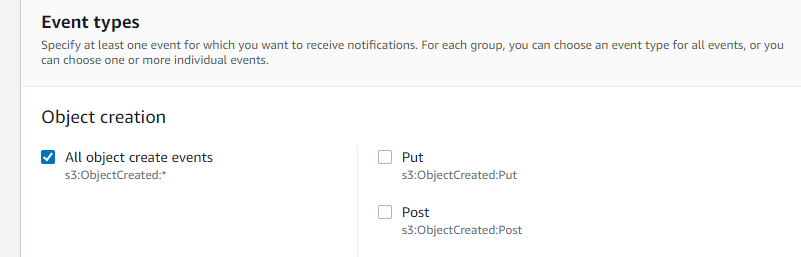 Event types
Specify at least one event for which you want to receive notifications. For each group, you can choose an event type for all events, or you
can choose one or more individual events.
Object creation
All object create events
s3:ObjectCreated:*
Put
s3:ObjectCreated:Put
Post
s3:ObjectCreated:Post